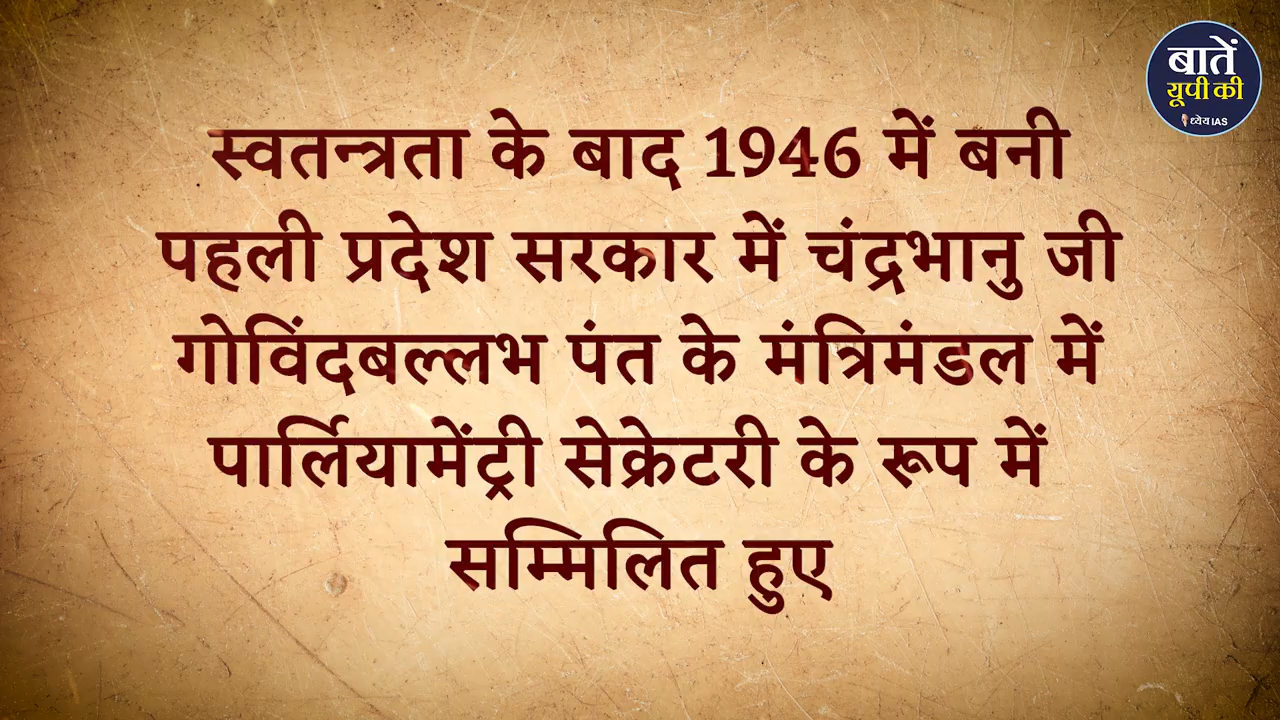 बातें
यूपी की
ध्येय IAS
स्वतन्त्रता के बाद 1946 में बनी
पहली प्रदेश सरकार में चंद्रभानु जी
गोविंदबल्लभ पंत के मंत्रिमंडल में
पार्लियामेंट्री सेक्रेटरी के रूप में
सम्मिलित हुए